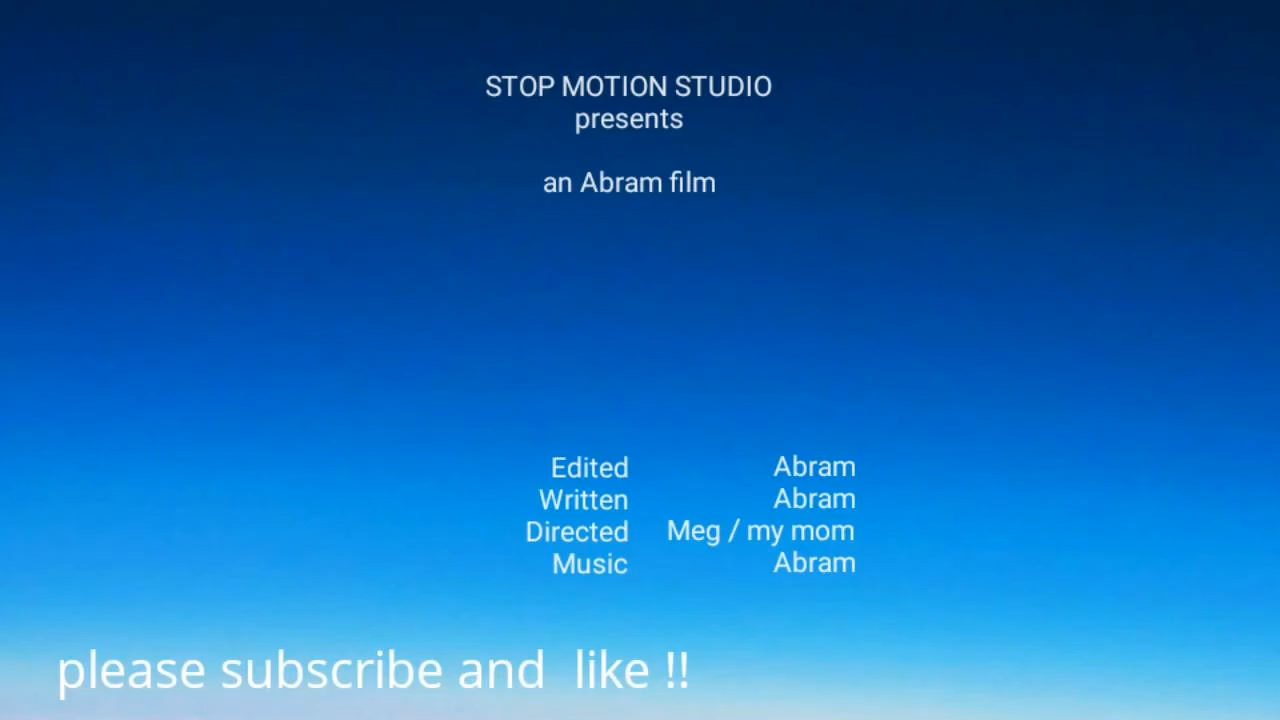 STOP MOTION STUDIO
presents
an Abram film
Edited Abram
Written Abram
Directed Meg / my mom
Music Abram
please subscribe and  like !!